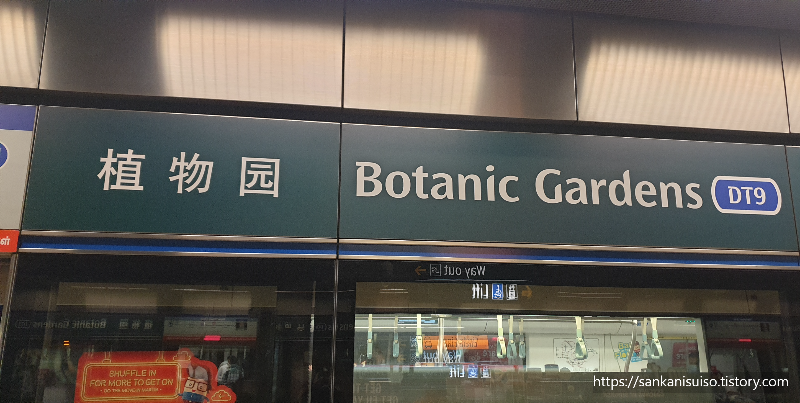 植物园
Botanic Gardens DT9
Way out
Lift
SHUFFLE IN
FOR MORE TO GET ON
https://sankanisuiso.tistory.com